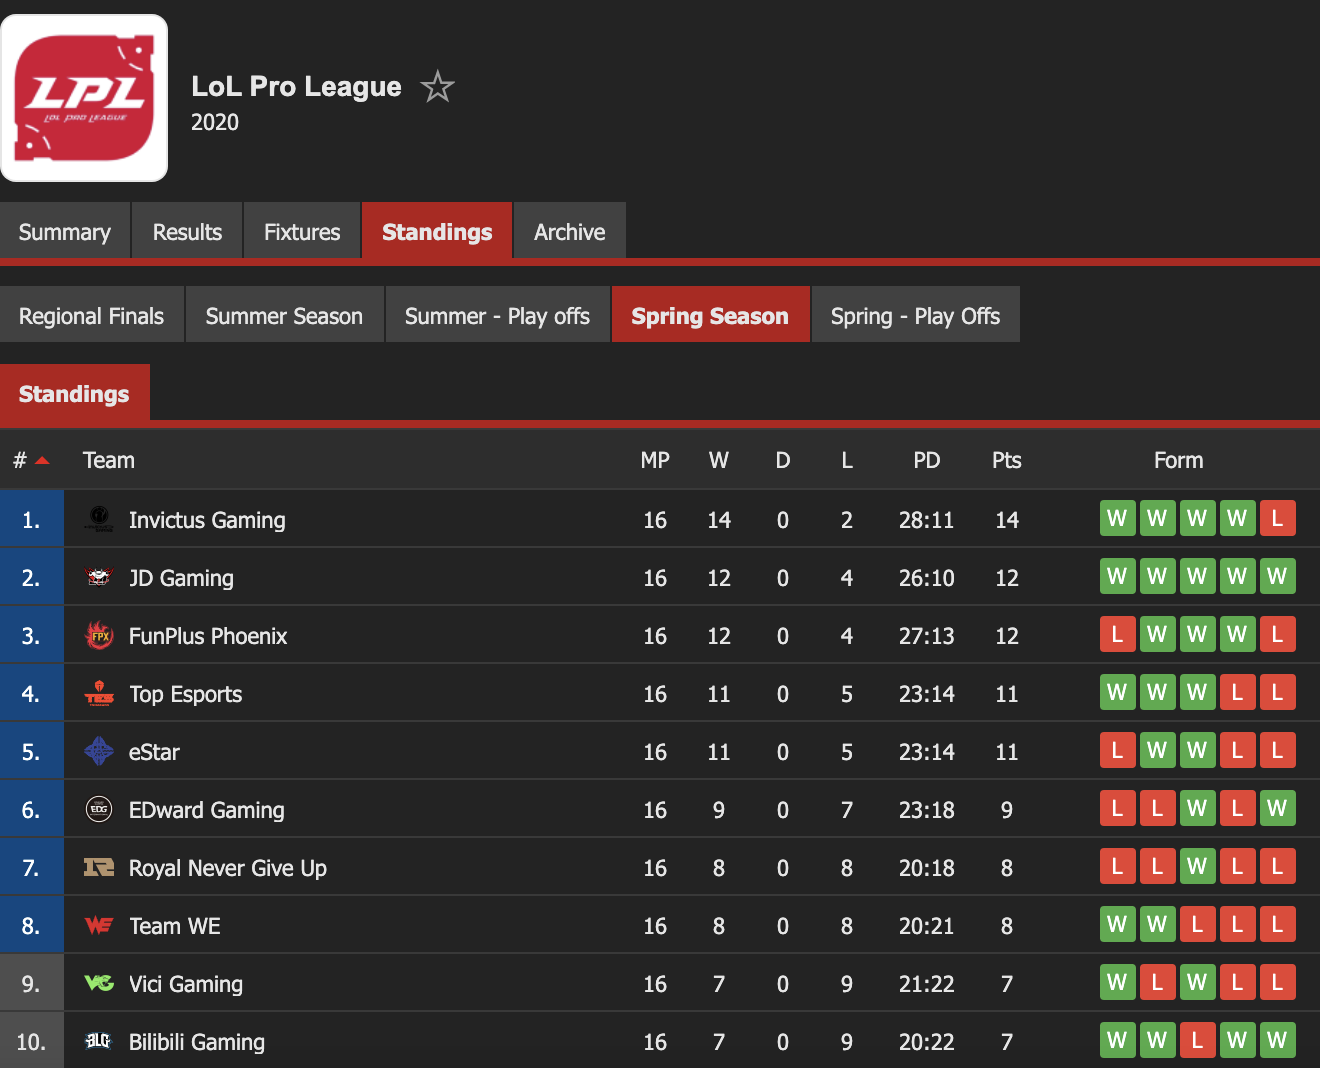 LPL
LOL PRO LEAGUE
LoL Pro League
2020
Summary Results Fixtures Standings Archive
Regional Finals Summer Season Summer - Play offs Spring Season Spring - Play Offs
Standings
# Team MP W D L PD Pts Form
1. Invictus Gaming 16 14 0 2 28:11 14 W W W W L
2. JD Gaming 16 12 0 4 26:10 12 W W W W W
3. FPX FunPlus Phoenix 16 12 0 4 27:13 12 L W W W L
4. TES Top Esports 16 11 0 5 23:14 11 W W W L L
5. eStar 16 11 0 5 23:14 11 L W W L L
6. EDG EDward Gaming 16 9 0 7 23:18 9 L L W L W
7. Royal Never Give Up 16 8 0 8 20:18 8 L L W L L
8. WE Team WE 16 8 0 8 20:21 8 W W L L L
9. VG Vici Gaming 16 7 0 9 21:22 7 W L W L L
10. BLG Bilibili Gaming 16 7 0 9 20:22 7 W W L W W